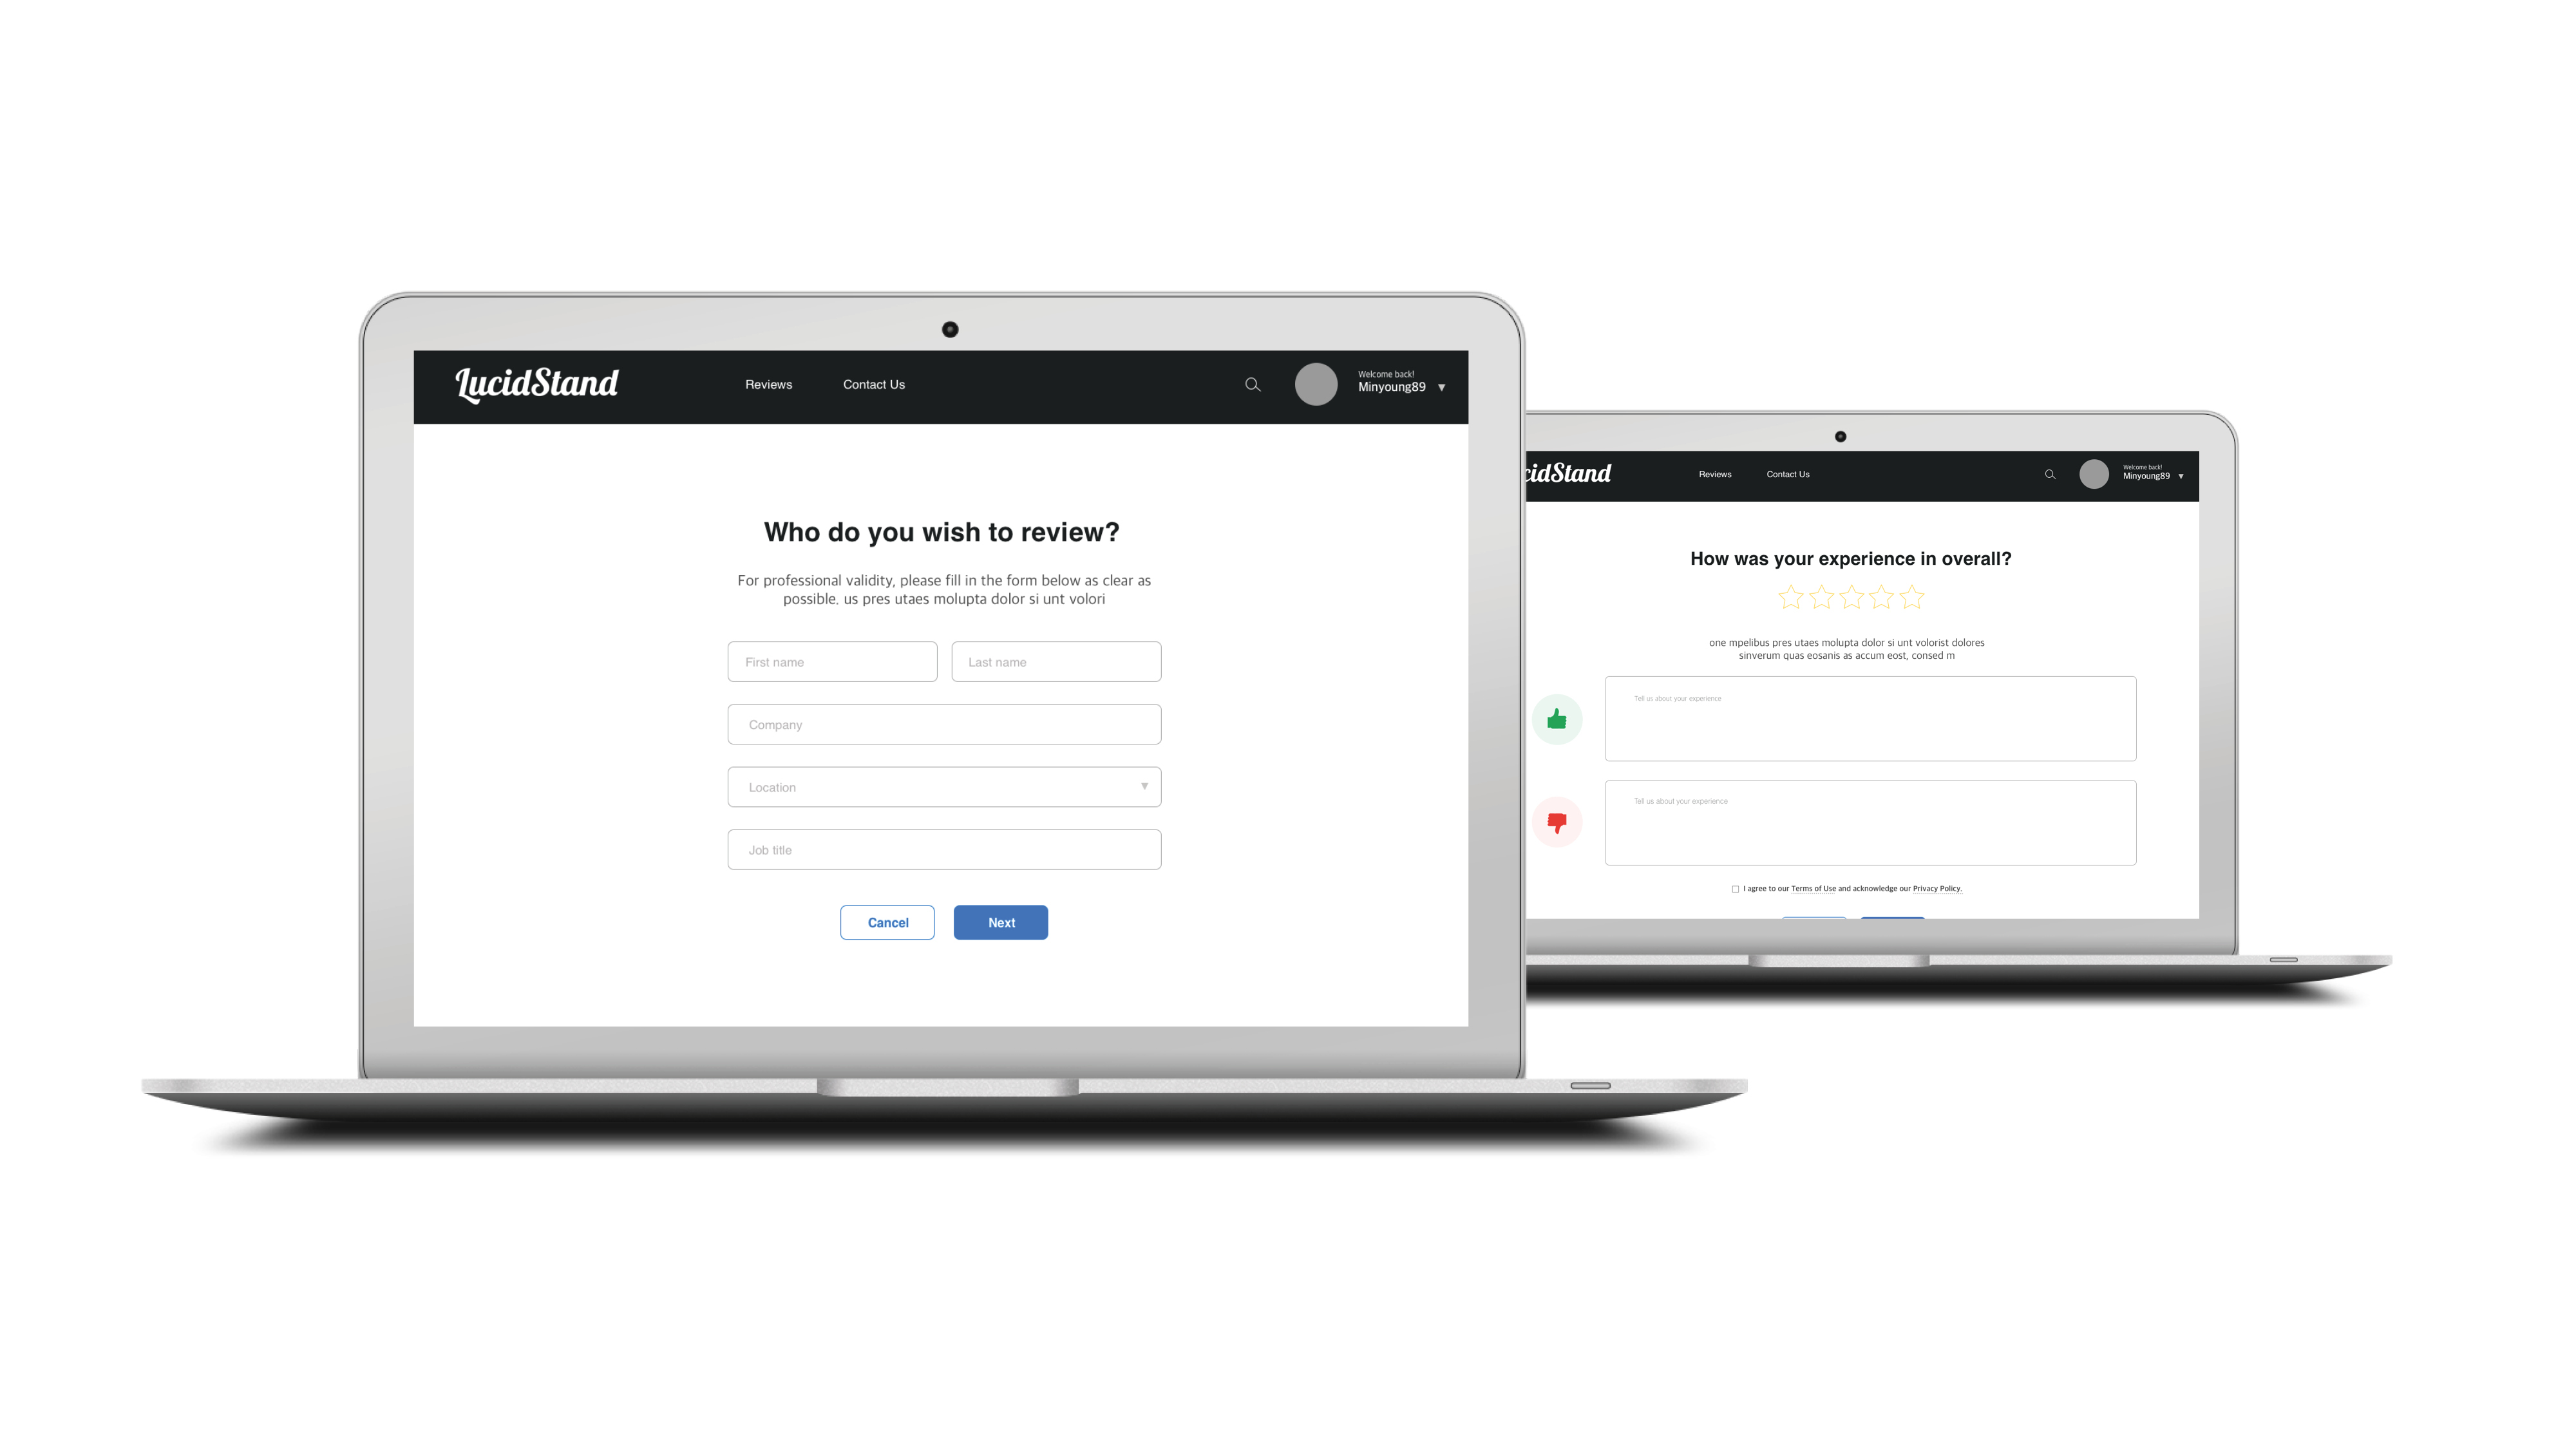 LucidStand
Reviews
Contact Us
Welcome back!
Minyoung89
Who do you wish to review?
For professional validity, please fill in the form below as clear as
possible. us pres utaes molupta dolor si unt volori
First name
Last name
Company
Location
Job title
Cancel
Next
cidStand
Reviews
Contact Us
Welcome back!
Minyoung89
How was your experience in overall?
one mpelibus pres utaes molupta dolor si unt volorist dolores
sinverum quas eosanis as accum eost, consed m
Tell us about your experience
Tell us about your experience
I agree to our Terms of Use and acknowledge our Privacy Policy.